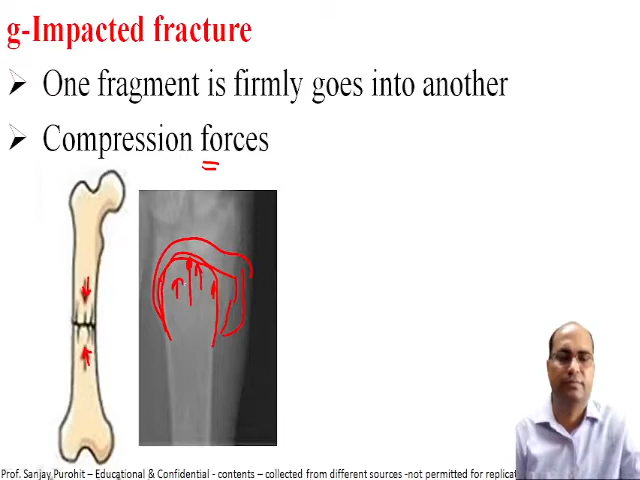 g-Impacted fracture
One fragment is firmly goes into another
Compression forces
Prof. Sanjay Purohit – Educational & Confidential - contents – collected from different sources -not permitted for replicat